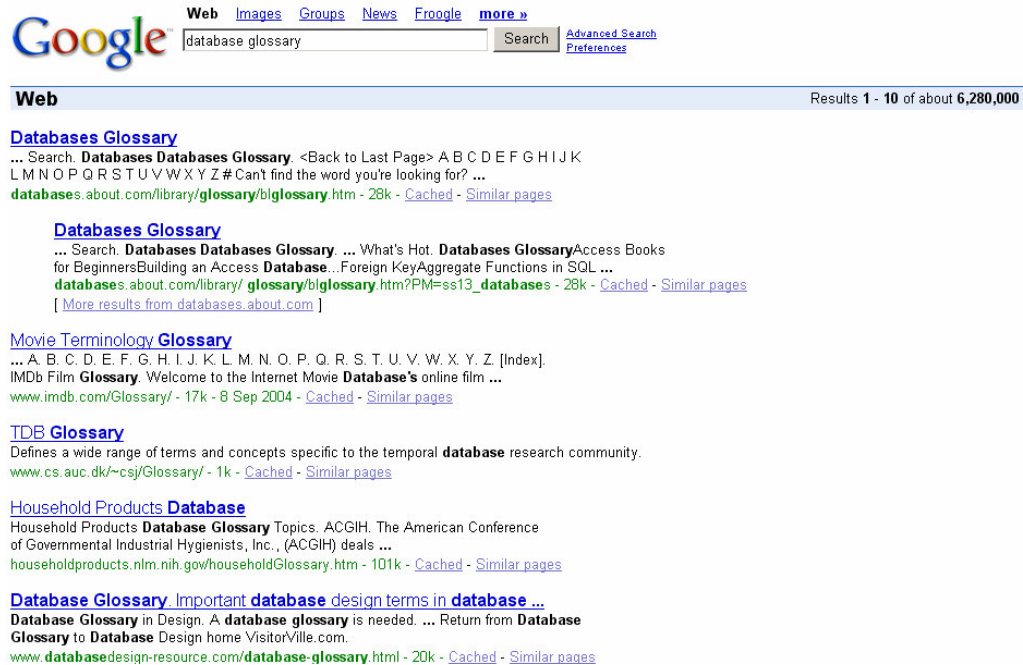 Web Images Groups News Froogle more »
Google™
database glossary Search Advanced Search
Preferences
Web Results 1 - 10 of about 6,280,000
Databases Glossary
... Search. Databases Databases Glossary. <Back to Last Page> A B C D E F G H I J K
L M N O P Q R S T U V W X Y Z # Can't find the word you're looking for? ...
databases.about.com/library/glossary/blglossary.htm - 28k - Cached - Similar pages
Databases Glossary
... Search. Databases Databases Glossary. ... What's Hot. Databases GlossaryAccess Books
for BeginnersBuilding an Access Database...Foreign KeyAggregate Functions in SQL ...
databases.about.com/library/ glossary/blglossary.htm?PM=ss13_databases - 28k - Cached - Similar pages
[ More results from databases.about.com ]
Movie Terminology Glossary
... A. B. C. D. E. F. G. H. I. J. K. L. M. N. O. P. Q. R. S. T. U. V. W. X. Y. Z. [Index].
IMDb Film Glossary. Welcome to the Internet Movie Database's online film ...
www.imdb.com/Glossary/ - 17k - 8 Sep 2004 - Cached - Similar pages
TDB Glossary
Defines a wide range of terms and concepts specific to the temporal database research community.
www.cs.auc.dk/~csj/Glossary/ - 1k - Cached - Similar pages
Household Products Database
Household Products Database Glossary Topics. ACGIH. The American Conference
of Governmental Industrial Hygienists, Inc., (ACGIH) deals ...
householdproducts.nlm.nih.gov/householdGlossary.htm - 101k - Cached - Similar pages
Database Glossary. Important database design terms in database ...
Database Glossary in Design. A database glossary is needed. ... Return from Database
Glossary to Database Design home VisitorVille.com.
www.databasedesign-resource.com/database-glossary.html - 20k - Cached - Similar pages